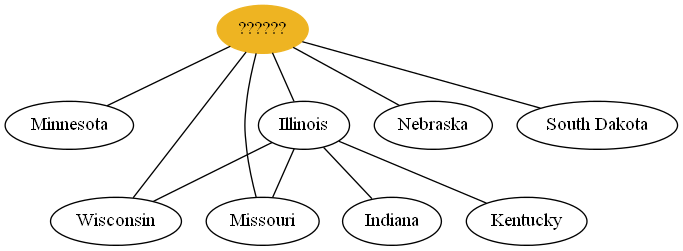 ??????
Minnesota
Illinois
Nebraska
South Dakota
Wisconsin
Missouri
Indiana
Kentucky